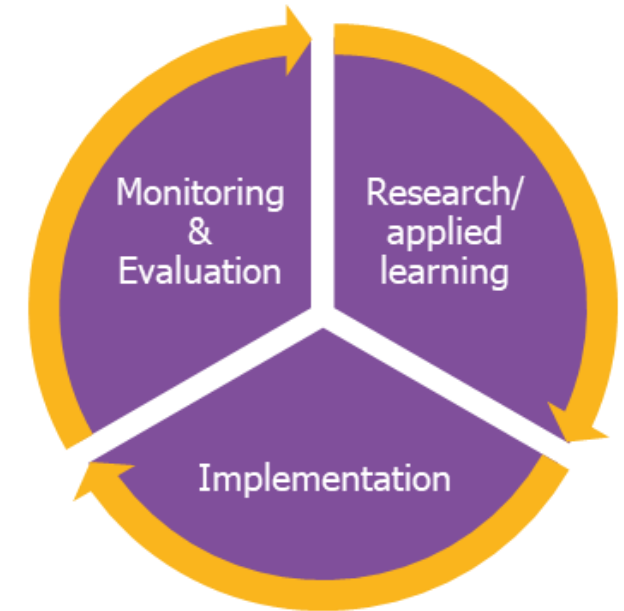 Monitoring
&
Evaluation
Research/
applied
learning
Implementation